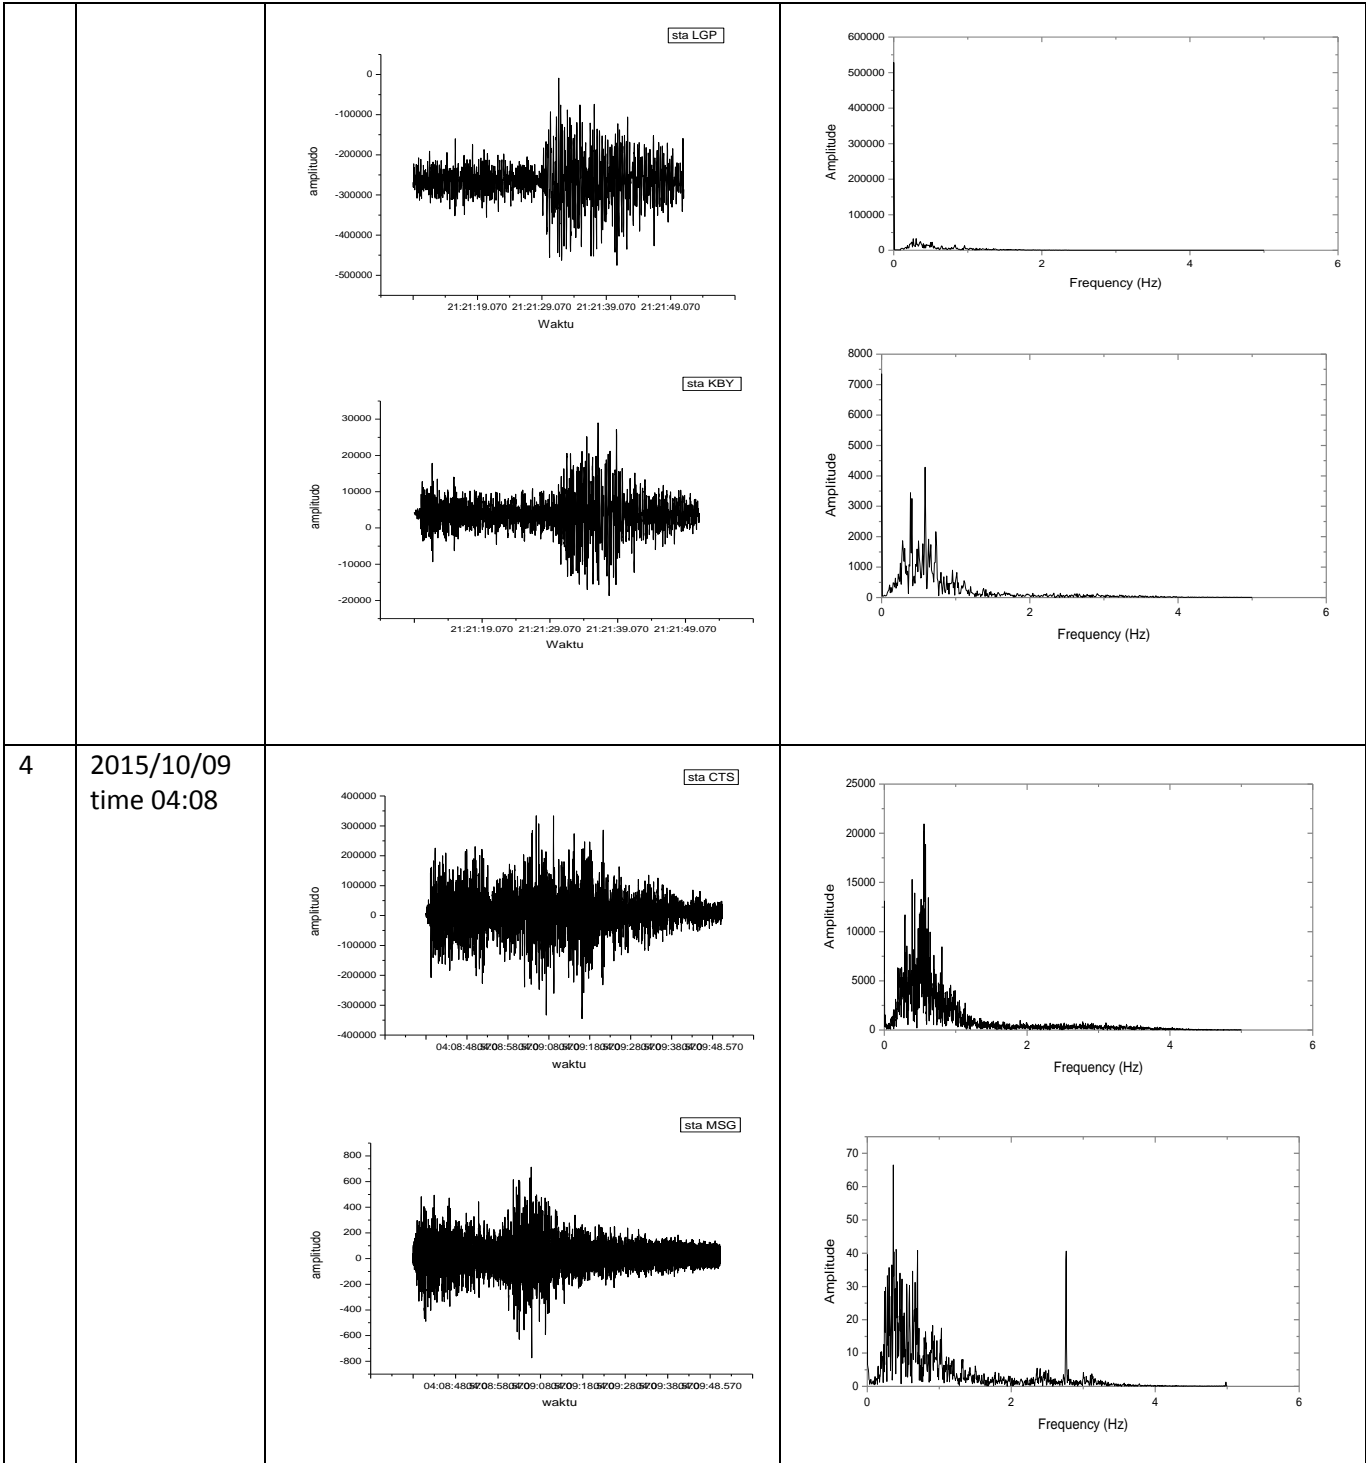 sta LGP
0
-100000
-200000
-300000
-400000
-500000
amplitudo
21:21:19.070 21:21:29.070 21:21:39.070 21:21:49.070
Waktu
600000
500000
400000
300000
200000
100000
0
Amplitude
0 2 4 6
Frequency (Hz)
sta KBY
30000
20000
10000
0
-10000
-20000
amplitudo
21:21:19.070 21:21:29.070 21:21:39.070 21:21:49.070
Waktu
8000
7000
6000
5000
4000
3000
2000
1000
0
Amplitude
0 2 4 6
Frequency (Hz)
4
2015/10/09
time 04:08
sta CTS
400000
300000
200000
100000
0
-100000
-200000
-300000
-400000
amplitudo
waktu
25000
20000
15000
10000
5000
0
Amplitude
0 2 4 6
Frequency (Hz)
sta MSG
800
600
400
200
0
-200
-400
-600
-800
amplitudo
waktu
70
60
50
40
30
20
10
0
Amplitude
0 2 4 6
Frequency (Hz)